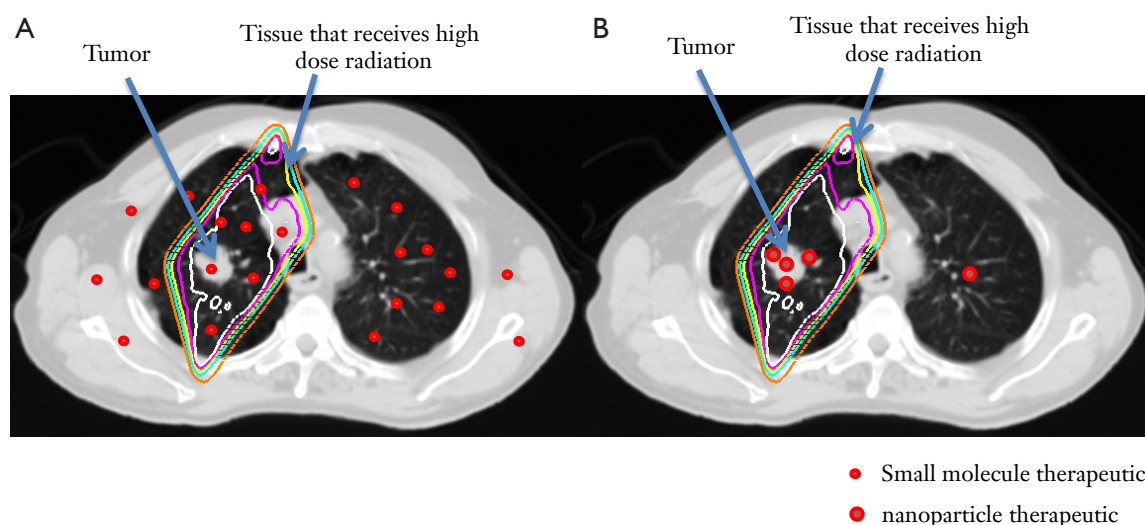 A
Tumor
Tissue that receives high
dose radiation
B
Tumor
Tissue that receives high
dose radiation
Small molecule therapeutic
nanoparticle therapeutic